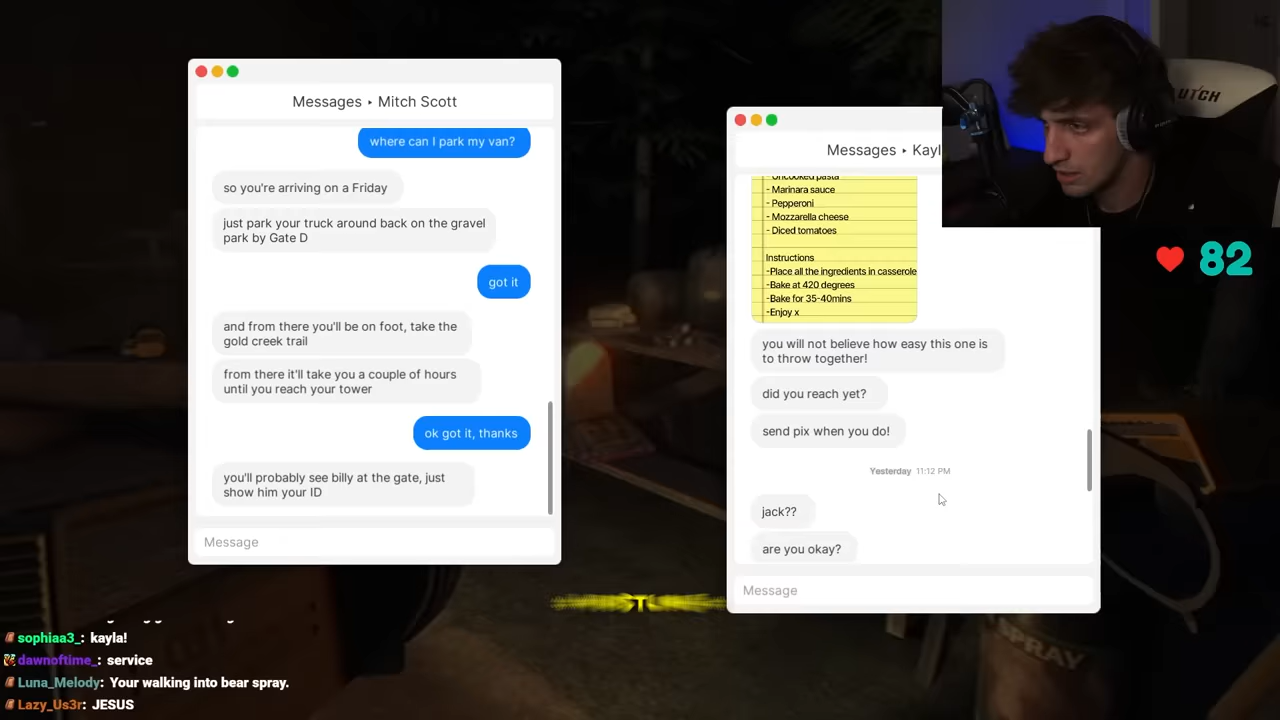 Messages ▸ Mitch Scott
where can I park my van?
so you're arriving on a Friday
just park your truck around back on the gravel
park by Gate D
got it
and from there you'll be on foot, take the
gold creek trail
from there it'll take you a couple of hours
until you reach your tower
ok got it, thanks
you'll probably see billy at the gate, just
show him your ID
Message
Messages ▸ Kayl
- Uncooked pasta
- Marinara sauce
- Pepperoni
- Mozzarella cheese
- Diced tomatoes
Instructions
-Place all the ingredients in casserole
-Bake at 420 degrees
-Bake for 35-40mins
-Enjoy x
you will not believe how easy this one is
to throw together!
did you reach yet?
send pix when you do!
Yesterday 11:12 PM
jack??
are you okay?
Message
UTCH
82
SPRAY
sophiaa3_: kayla!
dawnoftime_: service
Luna_Melody: Your walking into bear spray.
Lazy_Us3r: JESUS